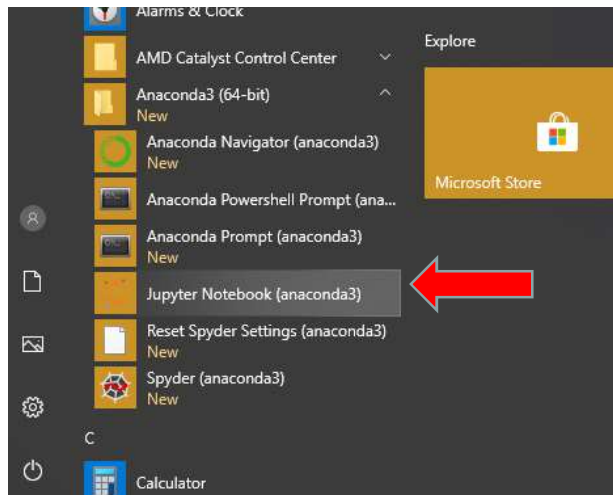 Alarms & Clock
AMD Catalyst Control Center
Anaconda3 (64-bit)
New
Anaconda Navigator (anaconda3)
New
Anaconda Powershell Prompt (ana...
Anaconda Prompt (anaconda3)
New
Jupyter Notebook (anaconda3)
Reset Spyder Settings (anaconda3)
New
Spyder (anaconda3)
New
C
Calculator
Explore
Microsoft Store